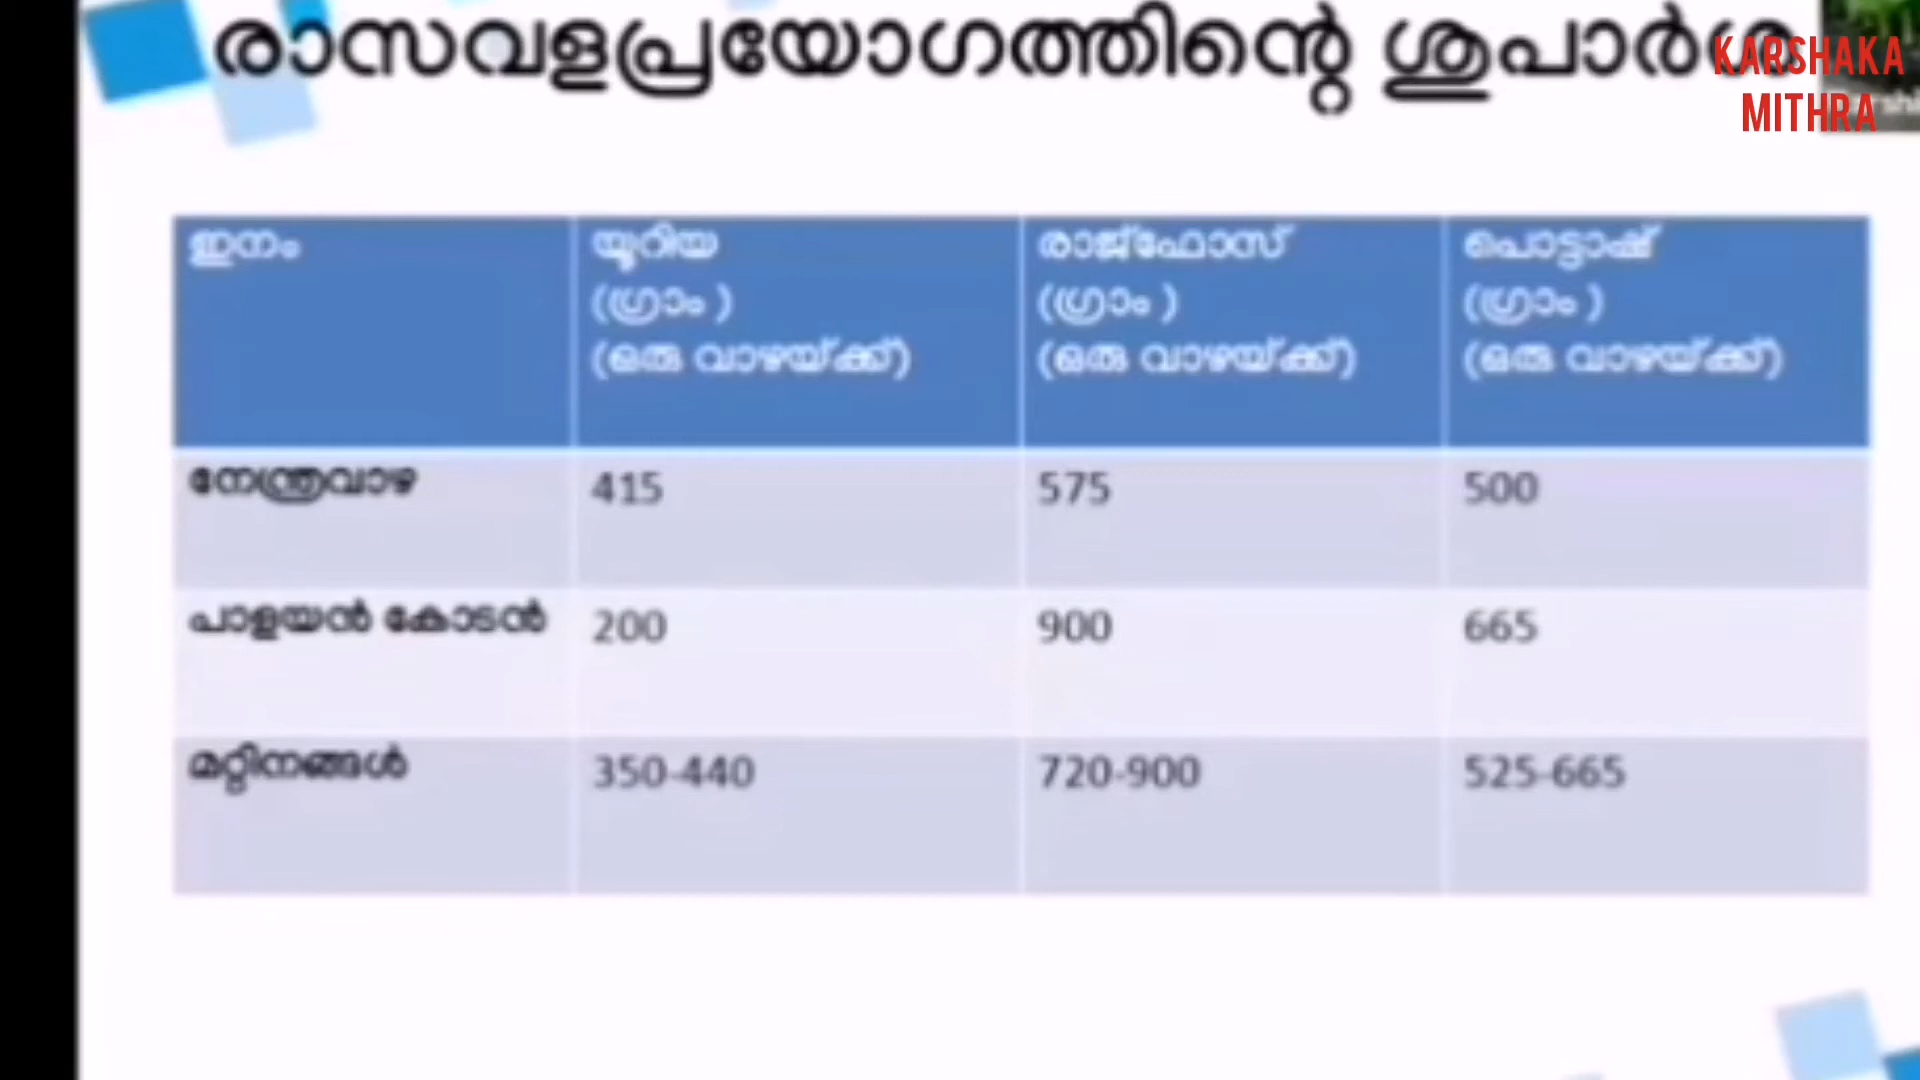 രാസവളപ്രയോഗത്തിന്റെ ശുപാർശ
KARSHAKA
MITHRA
ഇനം
യൂറിയ
(ഗ്രാം )
(ഒരു വാഴയ്ക്ക്)
രാജ്ഫോസ്
(ഗ്രാം )
(ഒരു വാഴയ്ക്ക്)
പൊട്ടാഷ്
(ഗ്രാം )
(ഒരു വാഴയ്ക്ക്)
നേന്ത്രവാഴ 415 575 500
പാളയൻ കോടൻ 200 900 665
മറ്റിനങ്ങൾ 350-440 720-900 525-665